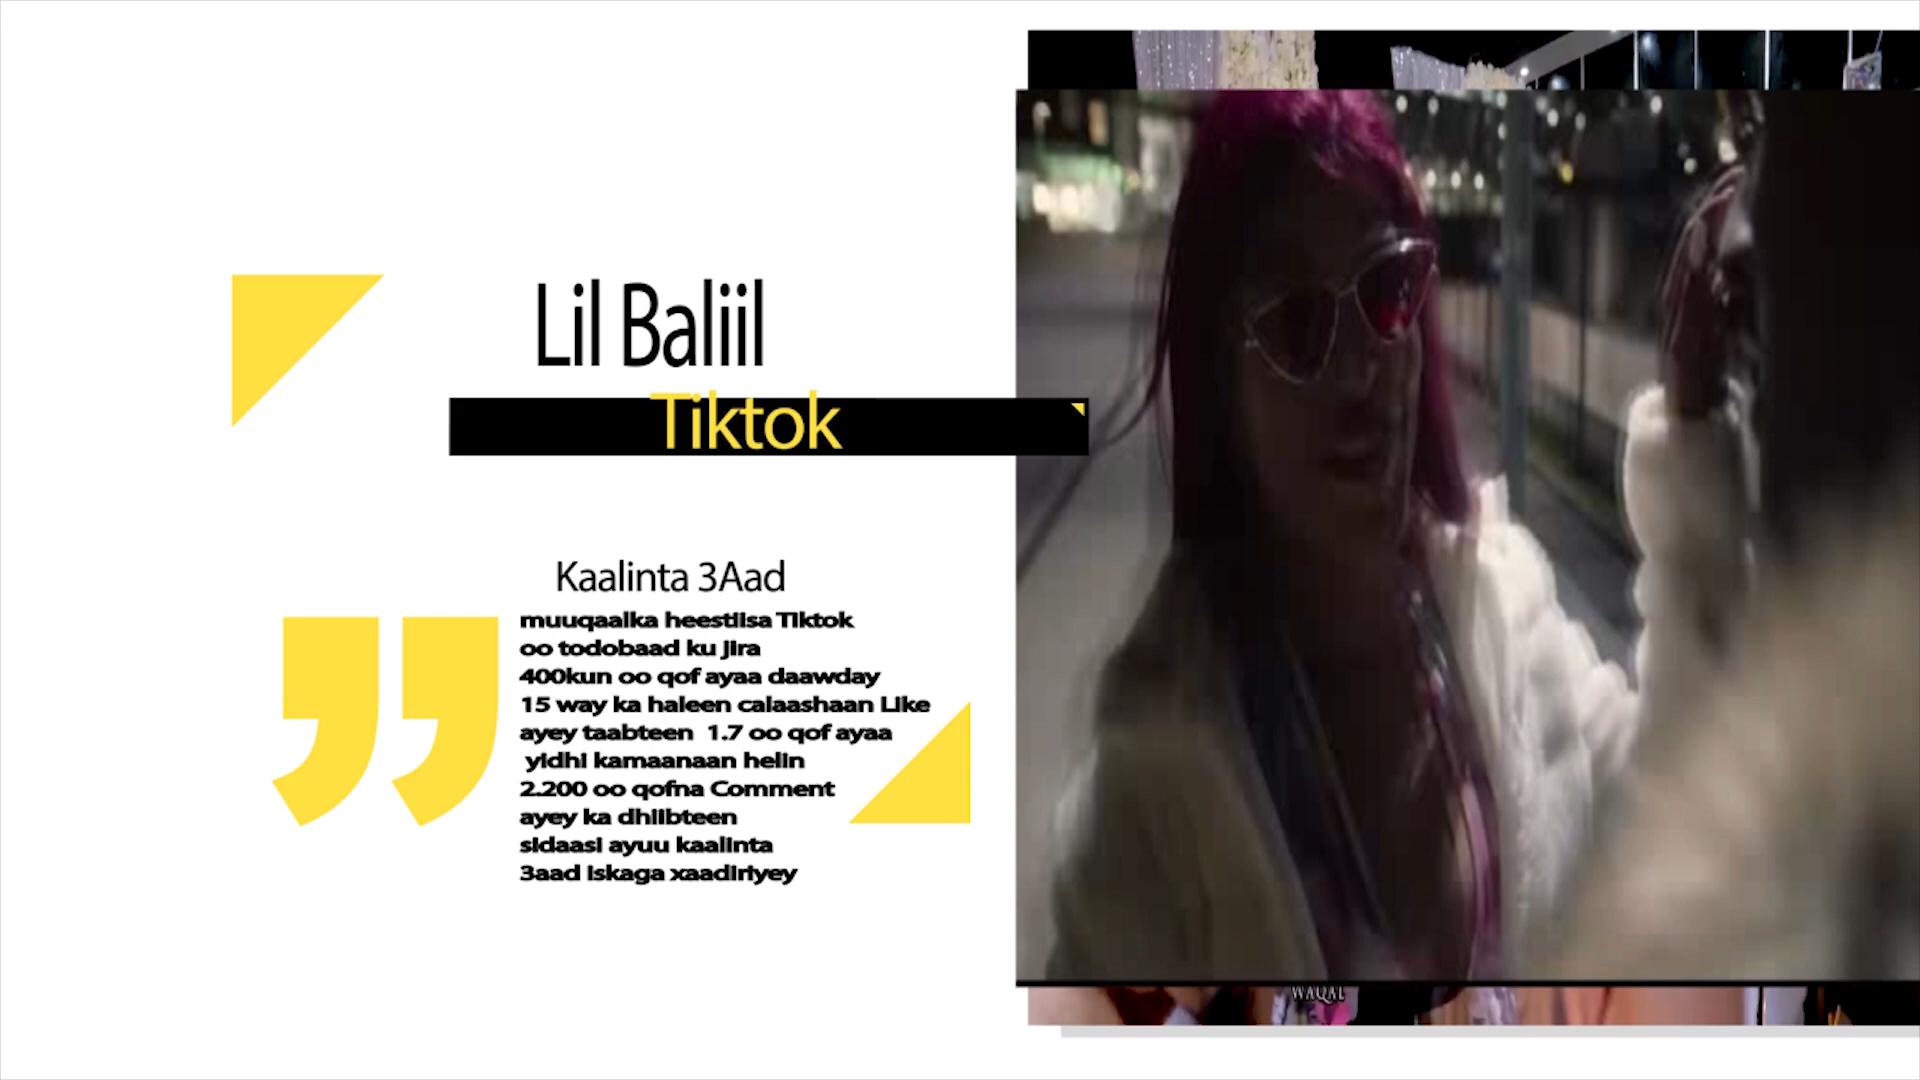 Lil Baliil
Tiktok
Kaalinta 3Aad
muuqaalka heestiisa Tiktok
oo todobaad ku jira
400kun oo qof ayaa daawday
15 way ka haleen calaashaan Like
ayey taabteen 1.7 oo qof ayaa
yidhi kamaanaan helin
2.200 oo qofna Comment
ayey ka dhiibteen
sidaasi ayuu kaalinta
3aad iskaga xaadiriyey
WAQAL